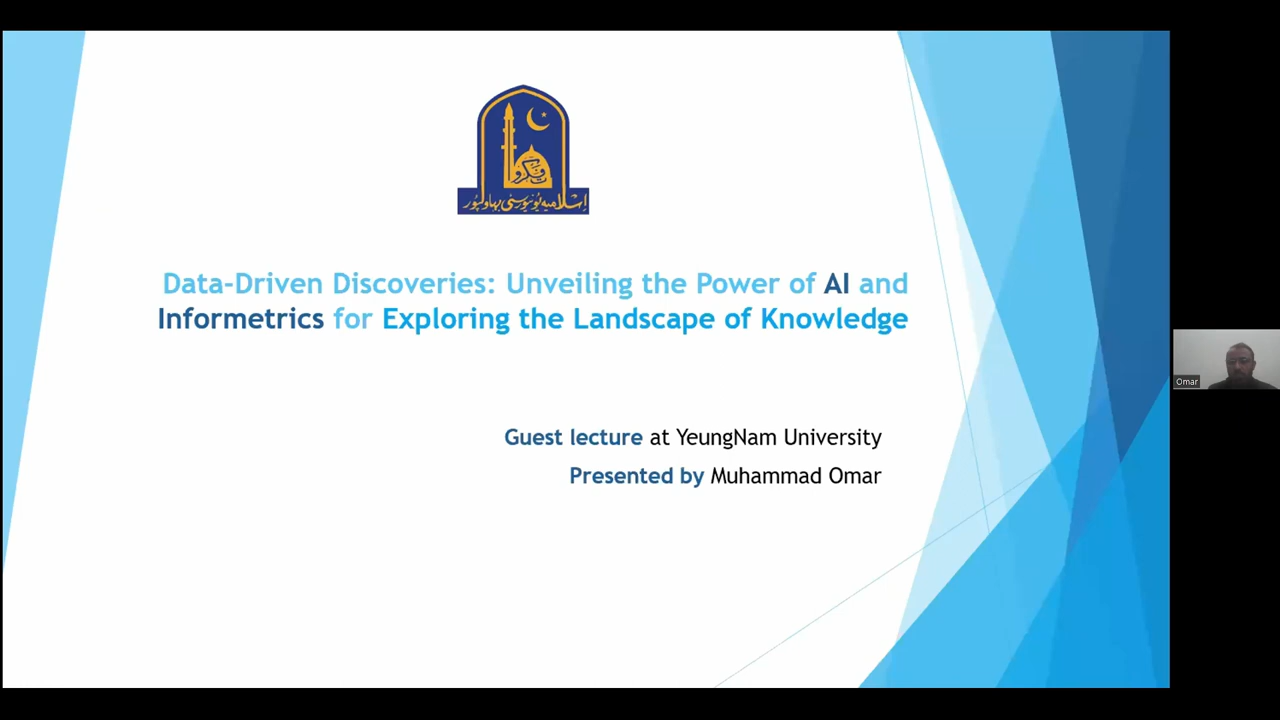 اسلامیہ یونیورسٹی بہاولپور
Data-Driven Discoveries: Unveiling the Power of AI and
Informetrics for Exploring the Landscape of Knowledge
Guest lecture at YeungNam University
Presented by Muhammad Omar
Omar